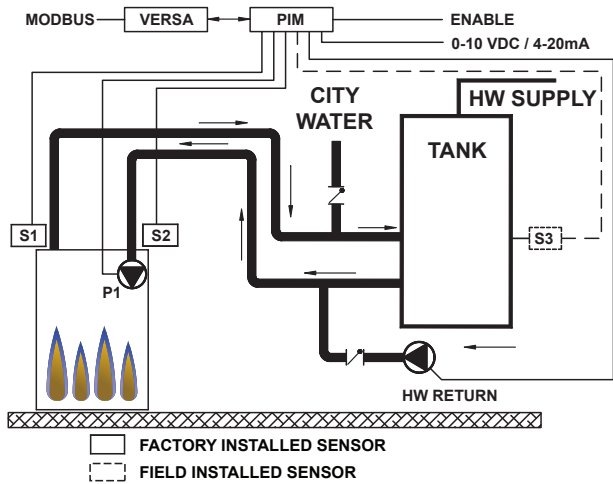 MODBUS
VERSA
PIM
ENABLE
0-10 VDC / 4-20mA
CITY
WATER
HW SUPPLY
TANK
S1
S2
S3
P1
HW RETURN
FACTORY INSTALLED SENSOR
FIELD INSTALLED SENSOR